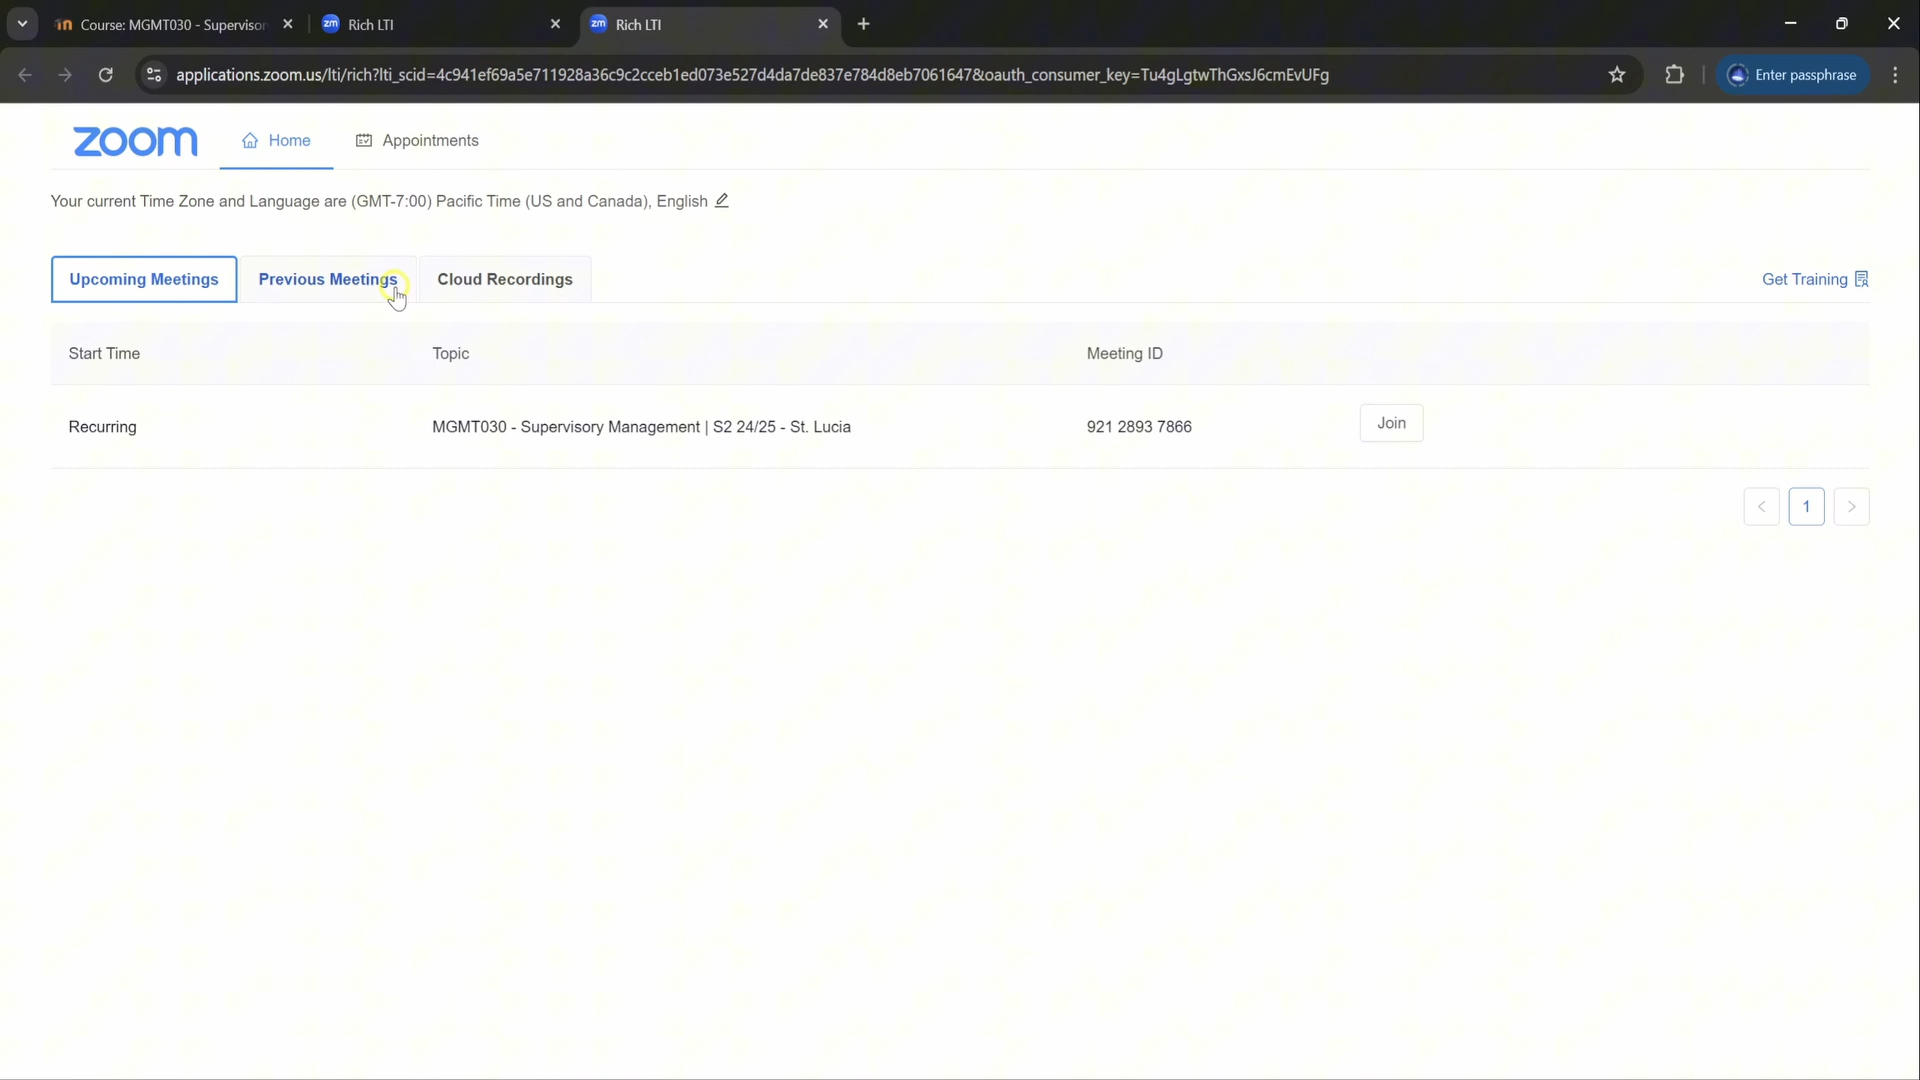 Course: MGMT030 - Supervisor
Rich LTI
Rich LTI
applications.zoom.us/lti/rich?lti_scid=4c941ef69a5e711928a36c9c2cceb1ed073e527d4da7de837e784d8eb7061647&oauth_consumer_key=Tu4gLgtwThGxsJ6cmEvUFg
Enter passphrase
zoom
Home
Appointments
Your current Time Zone and Language are (GMT-7:00) Pacific Time (US and Canada), English
Upcoming Meetings
Previous Meetings
Cloud Recordings
Get Training
Start Time
Topic
Meeting ID
Recurring
MGMT030 - Supervisory Management | S2 24/25 - St. Lucia
921 2893 7866
Join
< 1 >